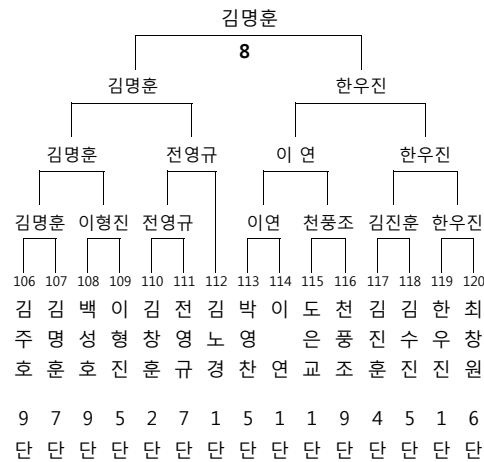 김명훈
8
김명훈 한우진
김명훈 전영규 이 연 한우진
김명훈 이형진 전영규 이연 천풍조 김진훈 한우진
106 107 108 109 110 111 112 113 114 115 116 117 118 119 120
김 김 백 이 김 전 김 박 이 도 천 김 김 한 최
주 명 성 형 창 영 노 영 은 풍 진 수 우 창
호 훈 호 진 훈 규 경 찬 연 교 조 훈 진 진 원
9 7 9 5 2 7 1 5 1 1 9 4 5 1 6
단 단 단 단 단 단 단 단 단 단 단 단 단 단 단